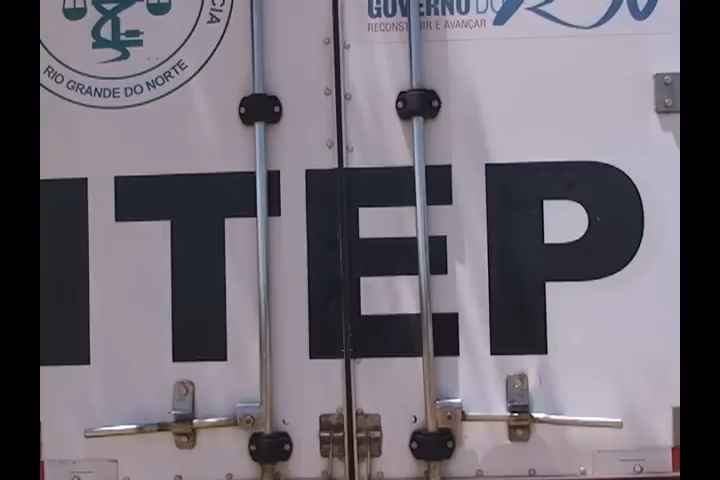 CIA
RIO GRANDE DO NORTE
GOVERNO DO
RECONSTRUIR E AVANÇAR
ITEP